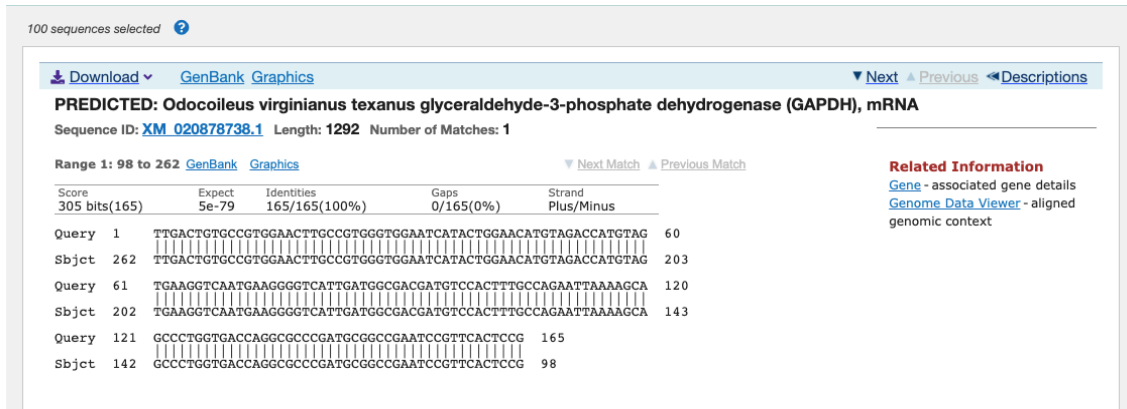 100 sequences selected ?
Download GenBank Graphics ▼ Next ▲ Previous ◀Descriptions
PREDICTED: Odocoileus virginianus texanus glyceraldehyde-3-phosphate dehydrogenase (GAPDH), mRNA
Sequence ID: XM_020878738.1 Length: 1292 Number of Matches: 1
Range 1: 98 to 262 GenBank Graphics ▼ Next Match ▲ Previous Match
Score Expect Identities Gaps Strand
305 bits(165) 5e-79 165/165(100%) 0/165(0%) Plus/Minus
Query 1 TTGACTGTGCCGTGGAACTTGCCGTGGGTGGAATCATACTGGAACATGTAGACCATGTAG 60
Sbjct 262 TTGACTGTGCCGTGGAACTTGCCGTGGGTGGAATCATACTGGAACATGTAGACCATGTAG 203
Query 61 TGAAGGTCAATGAAGGGGTCATTGATGGCGACGATGTCCACTTTGCCAGAATTAAAAGCA 120
Sbjct 202 TGAAGGTCAATGAAGGGGTCATTGATGGCGACGATGTCCACTTTGCCAGAATTAAAAGCA 143
Query 121 GCCCTGGTGACCAGGCGCCCGATGCGGCCGAATCCGTTCACTCCG 165
Sbjct 142 GCCCTGGTGACCAGGCGCCCGATGCGGCCGAATCCGTTCACTCCG 98
Related Information
Gene - associated gene details
Genome Data Viewer - aligned
genomic context